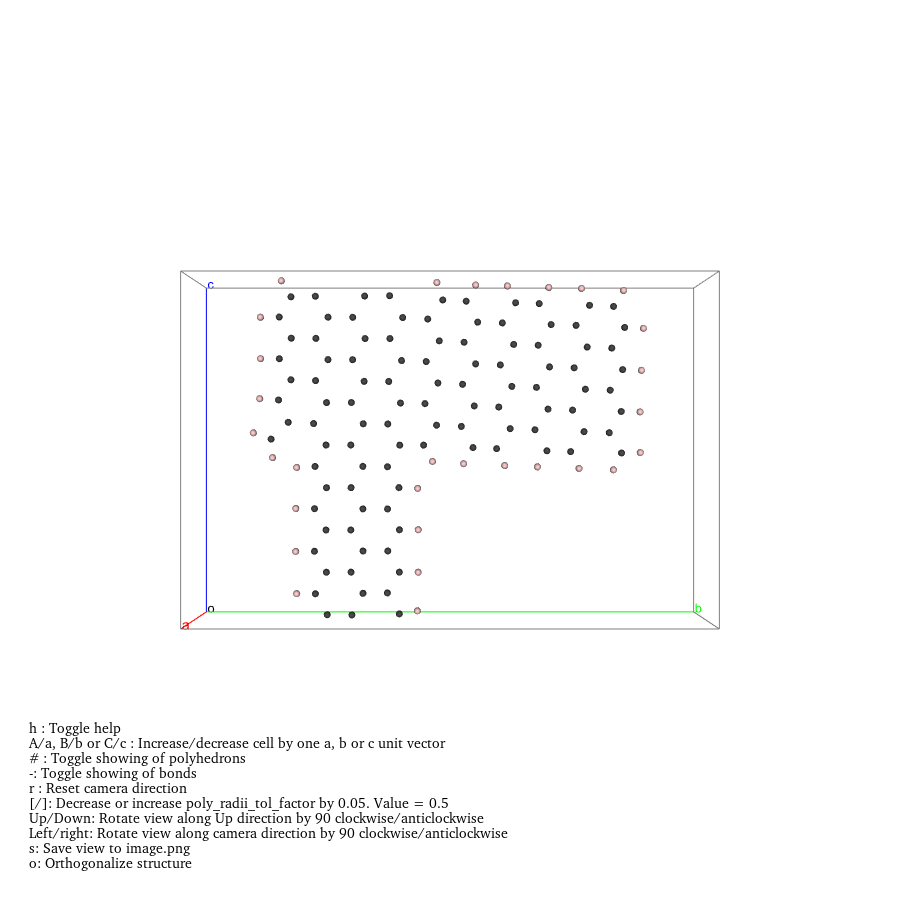 c
o
b
a
h : Toggle help
A/a, B/b or C/c : Increase/decrease cell by one a, b or c unit vector
# : Toggle showing of polyhedrons
-: Toggle showing of bonds
r : Reset camera direction
[/]: Decrease or increase poly_radii_tol_factor by 0.05. Value = 0.5
Up/Down: Rotate view along Up direction by 90 clockwise/anticlockwise
Left/right: Rotate view along camera direction by 90 clockwise/anticlockwise
s: Save view to image.png
o: Orthogonalize structure